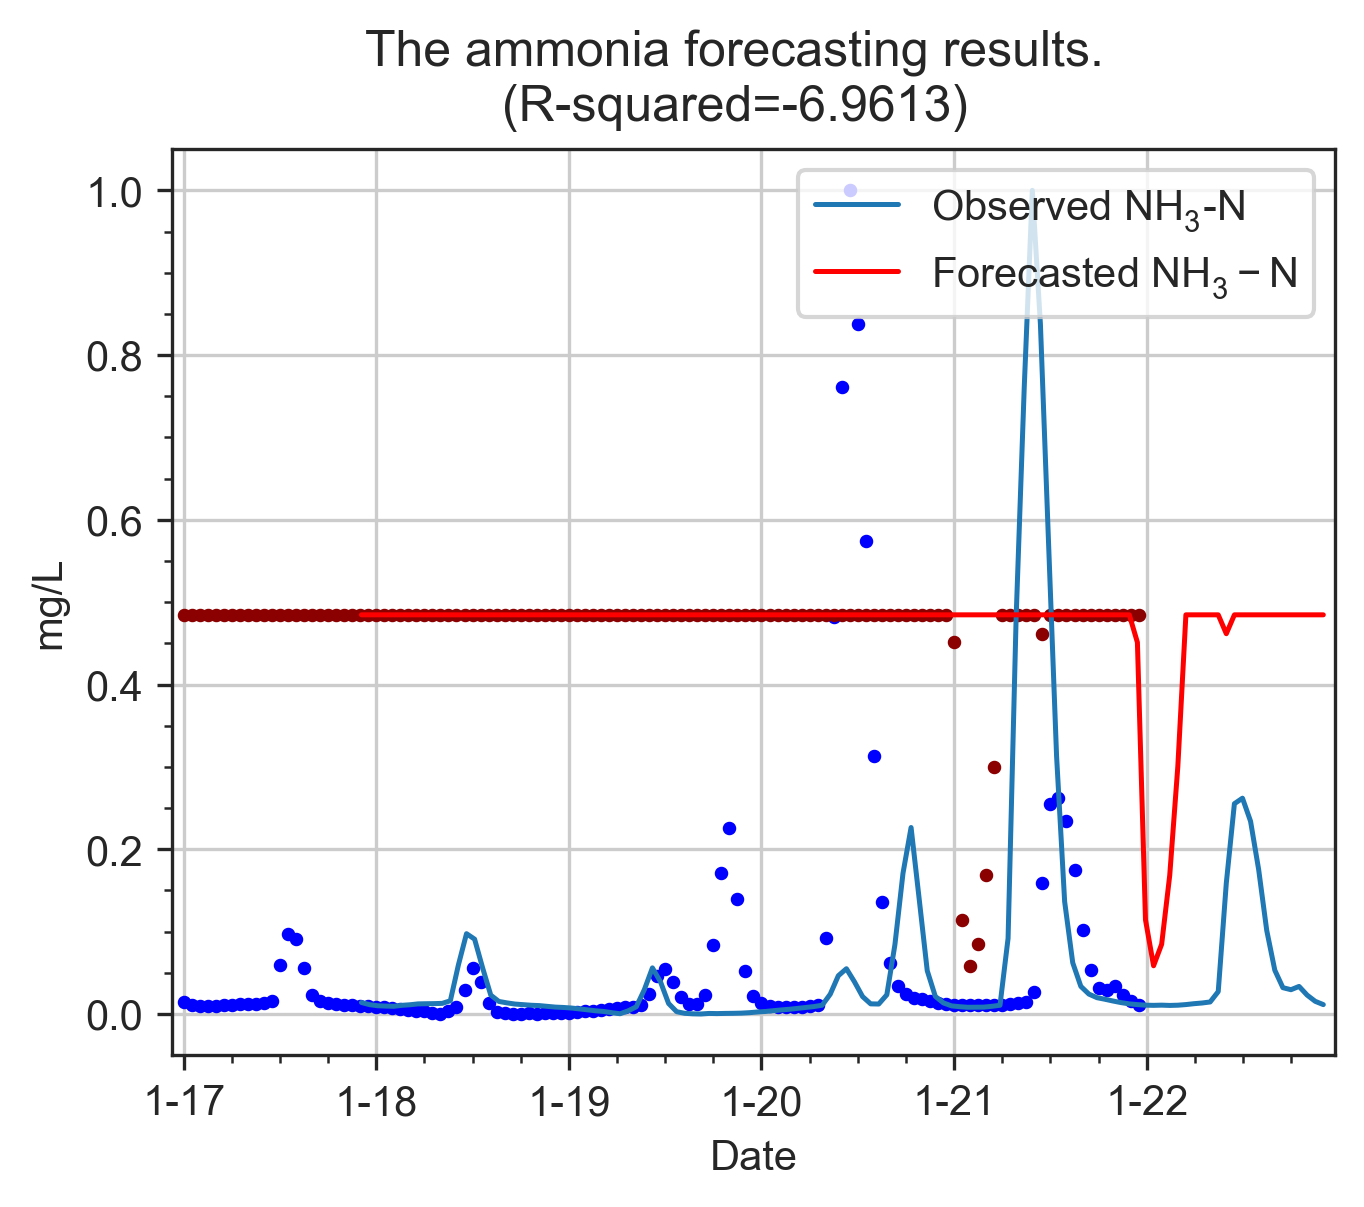 The ammonia forecasting results.
(R-squared=-6.9613)
1.0
0.8
0.6
0.4
0.2
0.0
mg/L
Observed NH₃-N
Forecasted NH₃ − N
1-17
1-18
1-19
1-20
1-21
1-22
Date